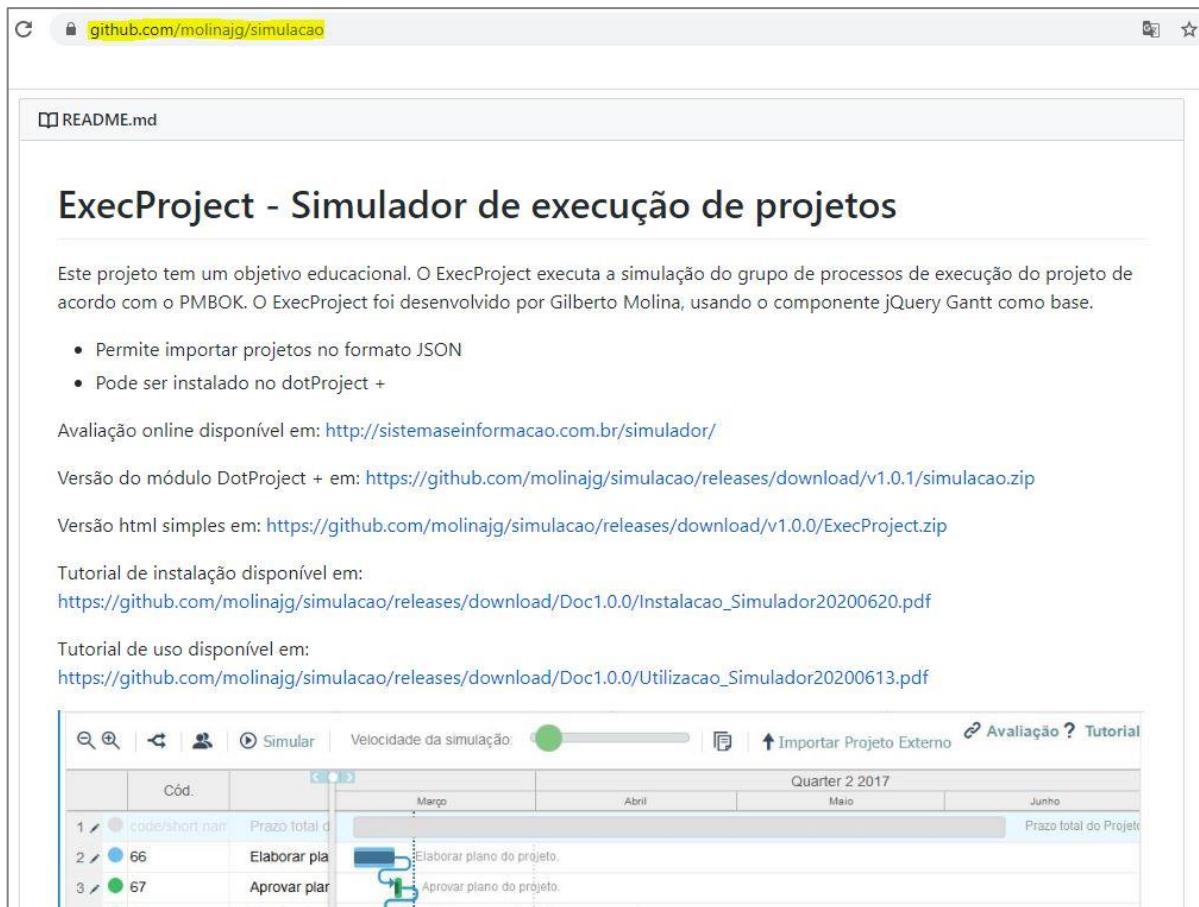 github.com/molinajg/simulacao
README.md
ExecProject - Simulador de execução de projetos
Este projeto tem um objetivo educacional. O ExecProject executa a simulação do grupo de processos de execução do projeto de
acordo com o PMBOK. O ExecProject foi desenvolvido por Gilberto Molina, usando o componente jQuery Gantt como base.
• Permite importar projetos no formato JSON
• Pode ser instalado no dotProject +
Avaliação online disponível em: http://sistemaseinformacao.com.br/simulador/
Versão do módulo DotProject + em: https://github.com/molinajg/simulacao/releases/download/v1.0.1/simulacao.zip
Versão html simples em: https://github.com/molinajg/simulacao/releases/download/v1.0.0/ExecProject.zip
Tutorial de instalação disponível em:
https://github.com/molinajg/simulacao/releases/download/Doc1.0.0/Instalacao_Simulador20200620.pdf
Tutorial de uso disponível em:
https://github.com/molinajg/simulacao/releases/download/Doc1.0.0/Utilizacao_Simulador20200613.pdf
Simular Velocidade da simulação: Importar Projeto Externo Avaliação ? Tutorial
Cód. Quarter 2 2017
Março Abril Maio Junho
1 code/short nam Prazo total d Prazo total do Projeto
2 66 Elaborar pla Elaborar plano do projeto.
3 67 Aprovar plan Aprovar plano do projeto.